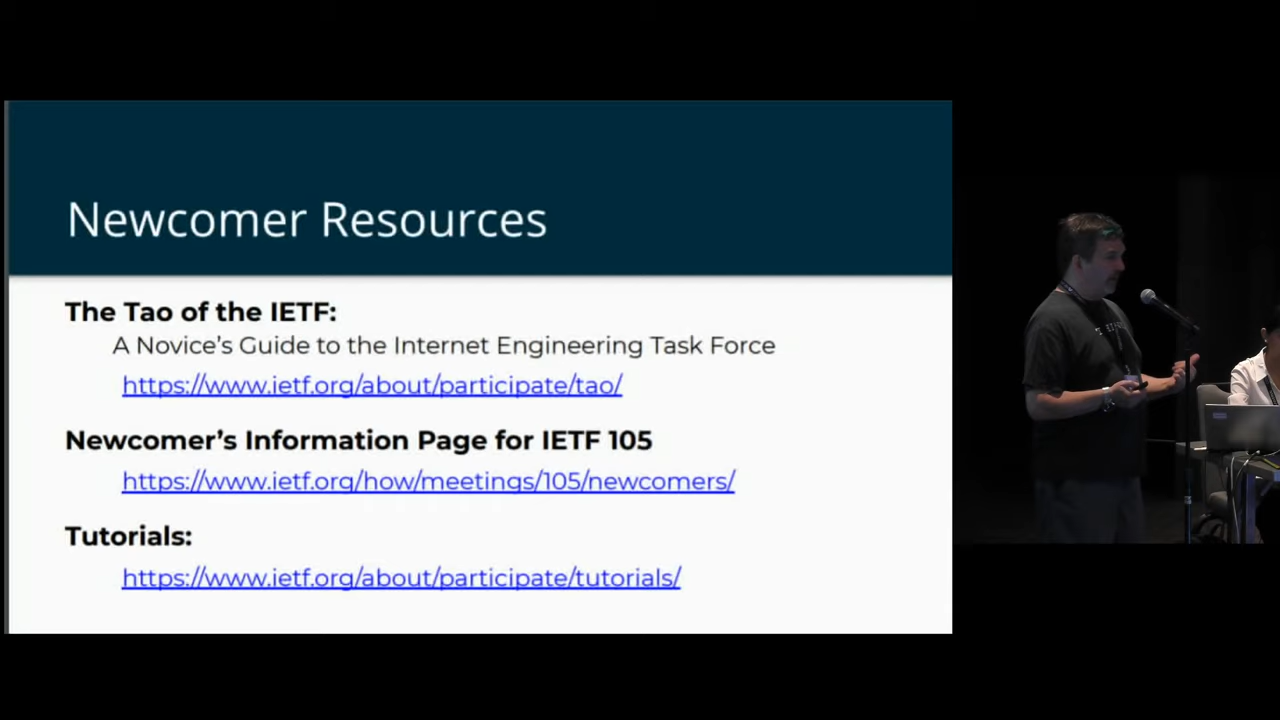 Newcomer Resources
The Tao of the IETF:
A Novice's Guide to the Internet Engineering Task Force
https://www.ietf.org/about/participate/tao/
Newcomer's Information Page for IETF 105
https://www.ietf.org/how/meetings/105/newcomers/
Tutorials:
https://www.ietf.org/about/participate/tutorials/